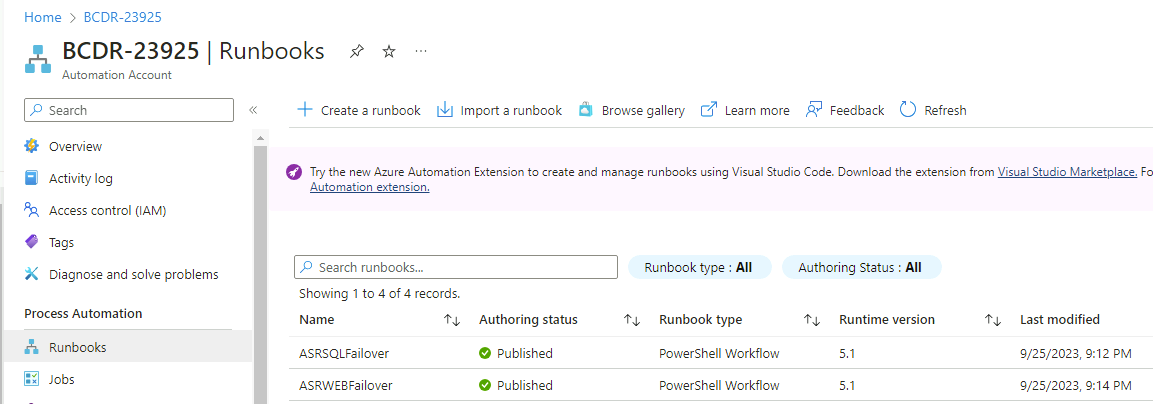 Home > BCDR-23925
BCDR-23925 | Runbooks ...
Automation Account
Search «
Overview
Activity log
Access control (IAM)
Tags
Diagnose and solve problems
Process Automation
Runbooks
Jobs
+ Create a runbook Import a runbook Browse gallery Learn more Feedback Refresh
Try the new Azure Automation Extension to create and manage runbooks using Visual Studio Code. Download the extension from Visual Studio Marketplace. Fo
Automation extension.
Search runbooks... Runbook type : All Authoring Status : All
Showing 1 to 4 of 4 records.
Name ↑↓ Authoring status ↑↓ Runbook type ↑↓ Runtime version ↑↓ Last modified
ASRSQLFailover Published PowerShell Workflow 5.1 9/25/2023, 9:12 PM
ASRWEBFailover Published PowerShell Workflow 5.1 9/25/2023, 9:14 PM